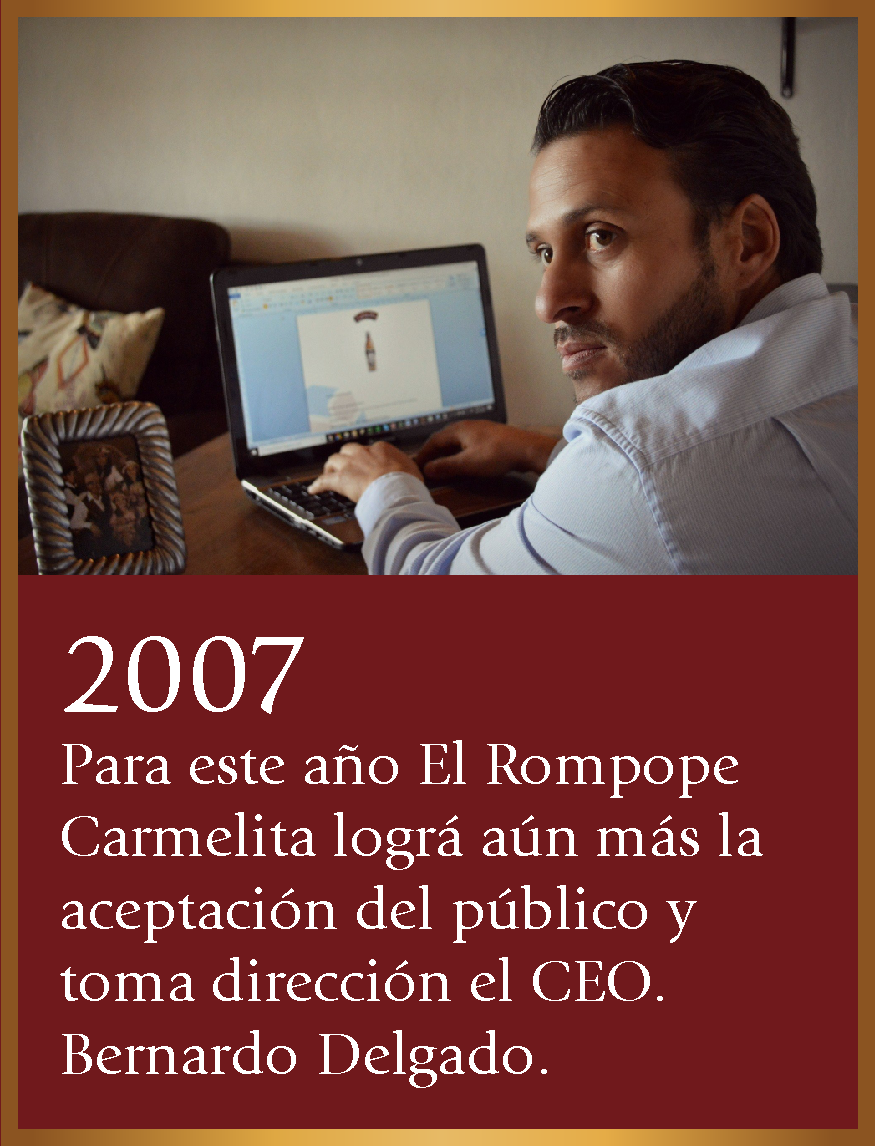 2007
Para este año El Rompope
Carmelita lográ aún más la
aceptación del público y
toma dirección el CEO.
Bernardo Delgado.